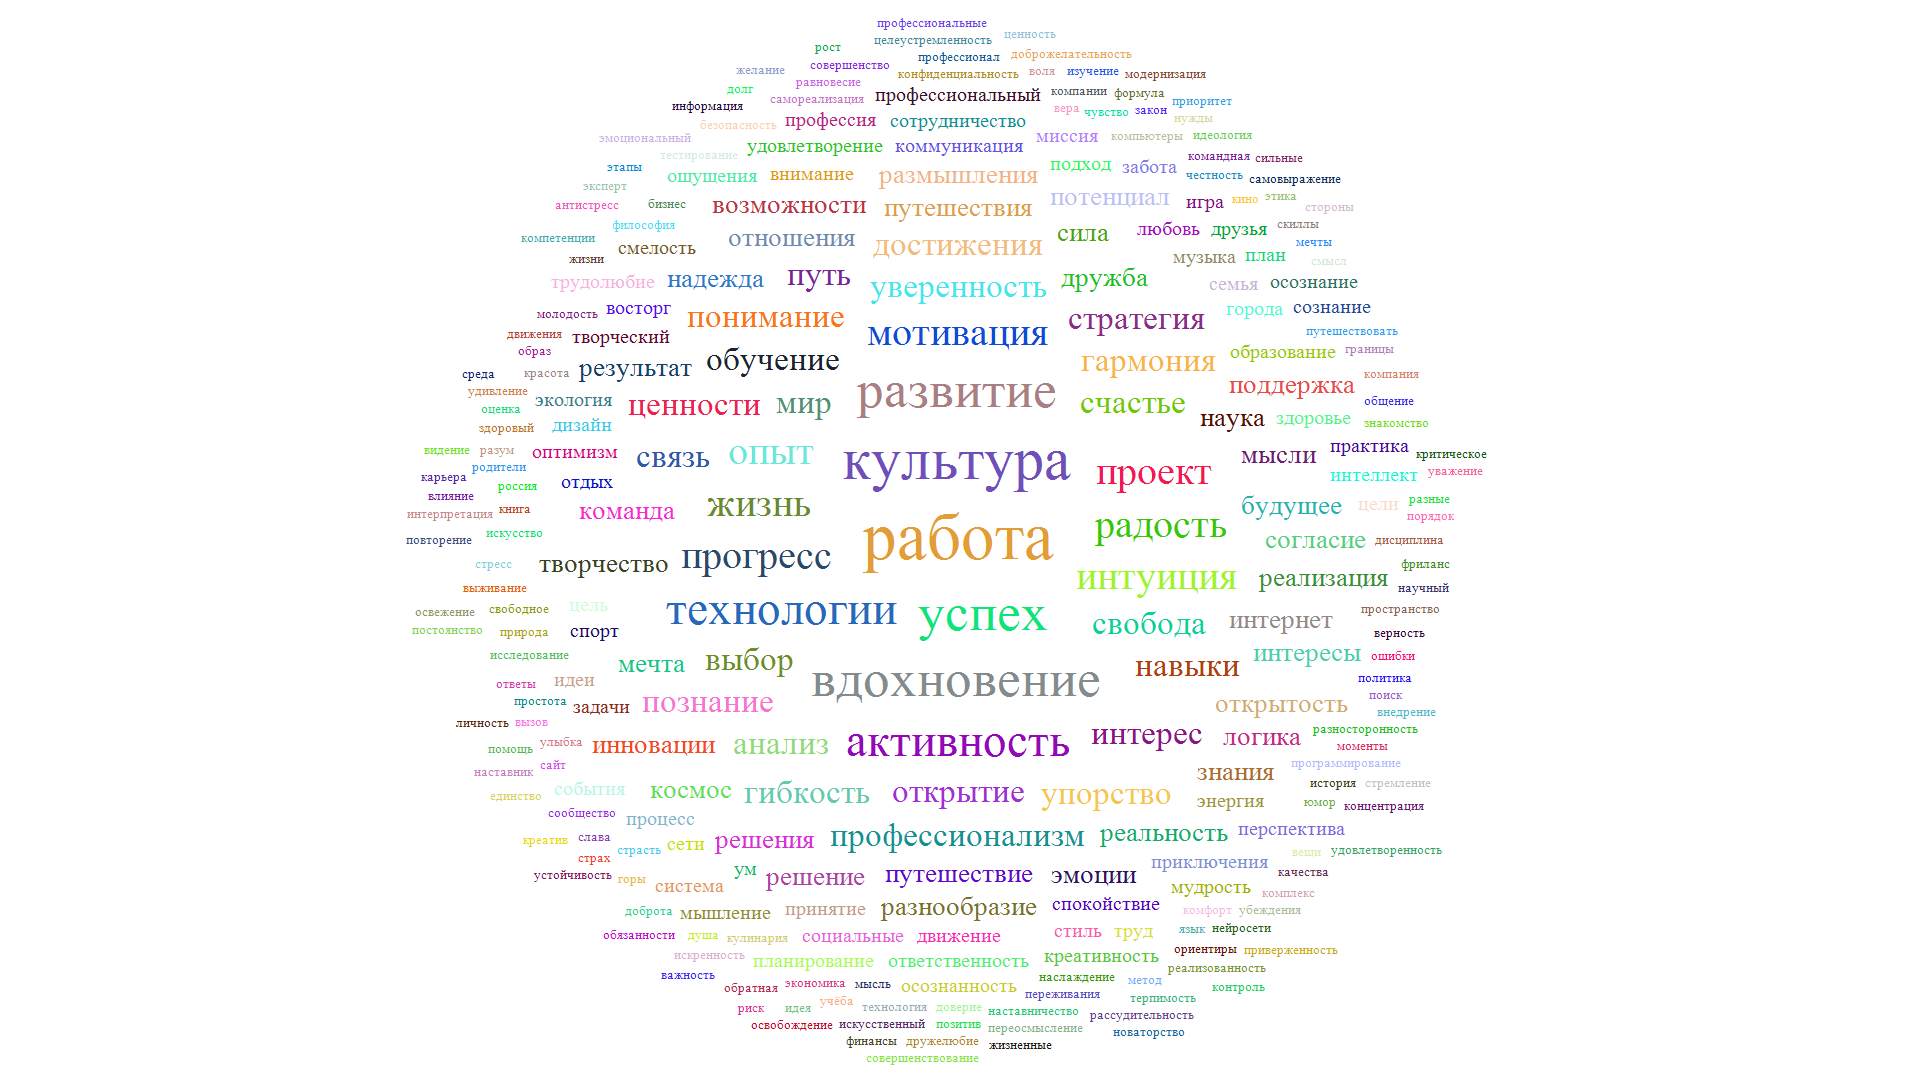 профессиональные
целеустремленность ценность
рост профессионал доброжелательность
желание совершенство конфиденциальность воля изучение модернизация
долг равновесие профессиональный компании формула
информация самореализация вера чувство закон приоритет
безопасность профессия сотрудничество нужды
эмоциональный удовлетворение коммуникация миссия компьютеры идеология
тестирование командная сильные
этапы ощущения внимание размышления подход забота честность самовыражение
эксперт
антистресс бизнес возможности путешествия потенциал игра кино этика стороны
философия скиллы
компетенции смелость отношения достижения сила любовь друзья мечты
жизни музыка план смысл
трудолюбие надежда путь уверенность дружба семья осознание
молодость восторг понимание города сознание
движения творческий мотивация стратегия путешествовать
образ обучение гармония образование границы
среда красота результат компания
удивление развитие поддержка
оценка экология ценности мир счастье общение
здоровый дизайн наука здоровье знакомство
видение разум оптимизм связь опыт культура проект мысли практика критическое
родители интеллект уважение
карьера россия отдых
влияние жизнь будущее цели разные
интерпретация книга команда радость порядок
повторение искусство работа согласие дисциплина
стресс творчество прогресс фриланс
выживание интуиция реализация научный
освежение свободное цель технологии успех пространство
постоянство природа спорт свобода интернет верность
исследование мечта выбор навыки интересы ошибки
ответы идеи вдохновение политика
простота задачи познание открытость поиск
личность вызов внедрение
помощь улыбка инновации анализ активность интерес логика разносторонность
моменты
наставник сайт знания программирование
единство события космос гибкость открытие упорство история стремление
энергия юмор концентрация
сообщество процесс
креатив слава решения профессионализм реальность перспектива
страх страсть сети вещи удовлетворенность
устойчивость горы ум приключения
система решение путешествие эмоции мудрость качества
комплекс
доброта мышление принятие разнообразие спокойствие комфорт убеждения
обязанности душа кулинария социальные движение стиль труд язык нейросети
искренность ориентиры приверженность
важность планирование ответственность креативность реализованность
обратная экономика мысль осознанность наслаждение метод контроль
риск идея учёба технология доверие переживания терпимость
наставничество рассудительность
освобождение искусственный позитив переосмысление новаторство
финансы дружелюбие жизненные
совершенствование